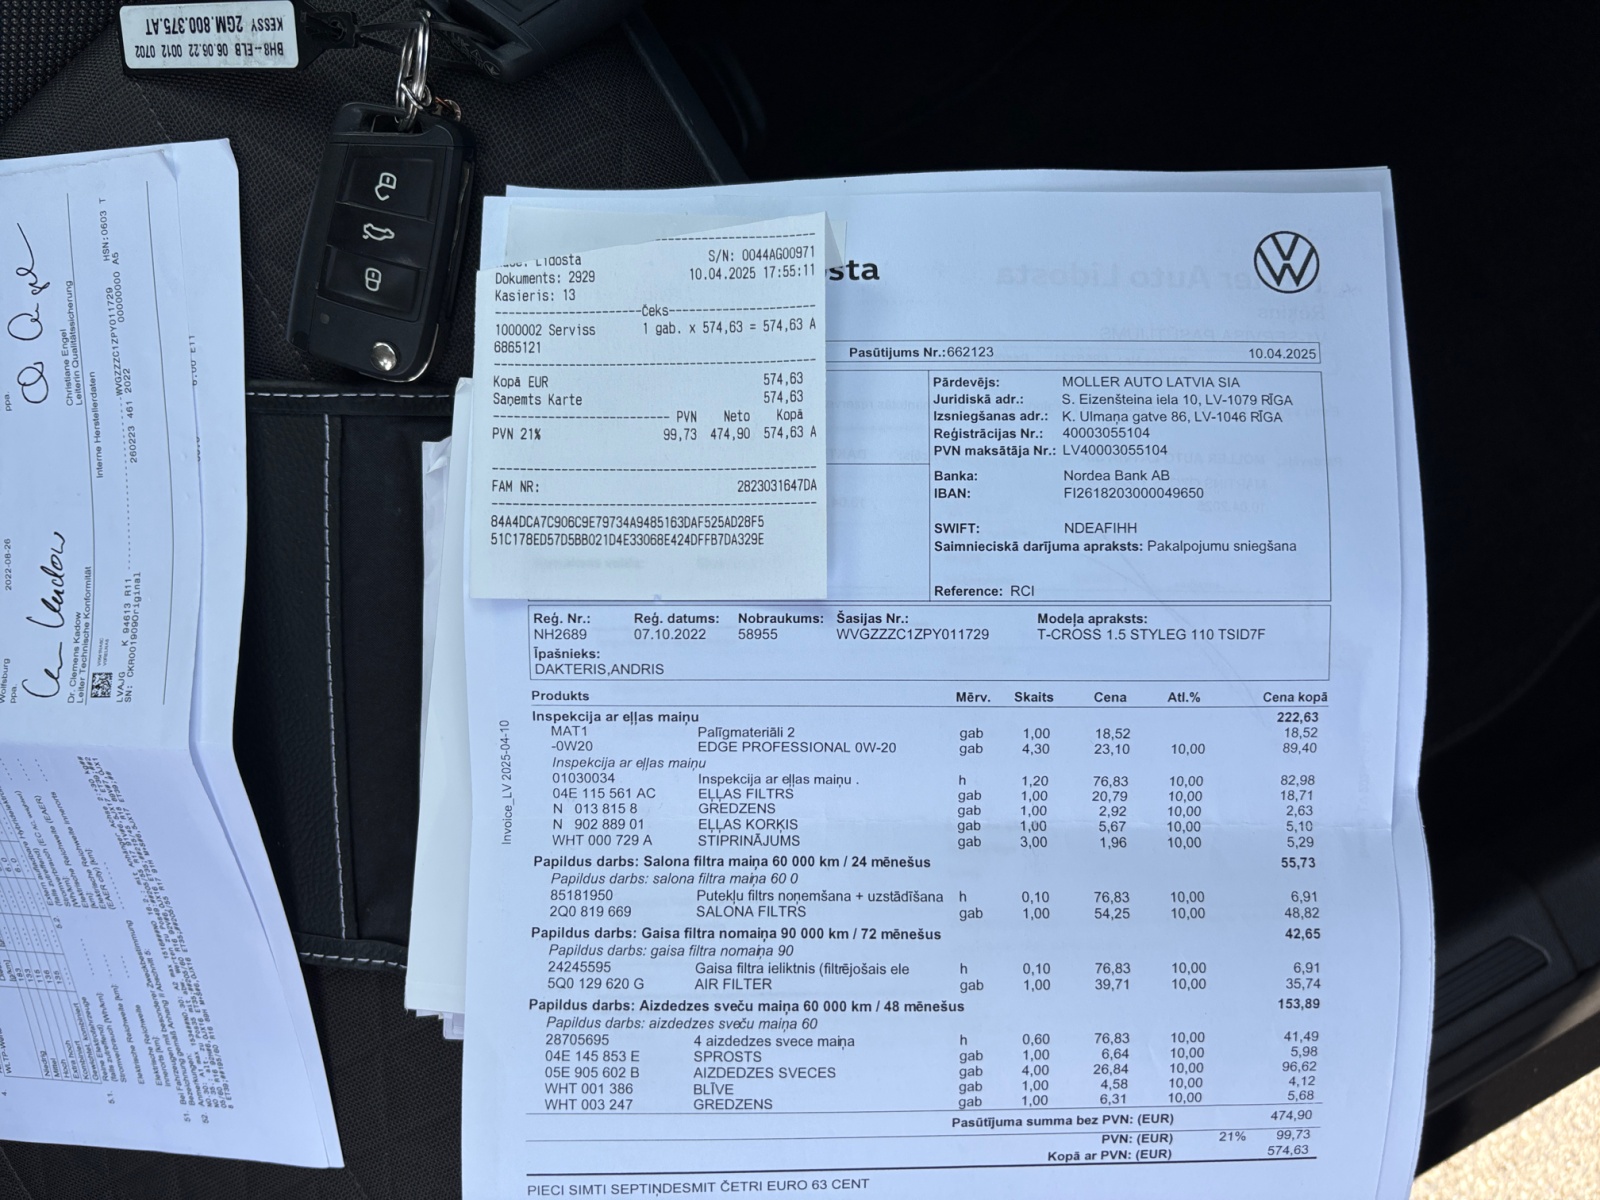 KESSY 2GM.800.375.AT
BH8--ELB 06.06.22 0012 0702
Lidosta
S/N: 0044AG00971
Dokuments: 2929
10.04.2025 17:55:11
Kasieris: 13
Čeks
1000002 Serviss 1 gab. x 574,63 = 574,63 A
6865121
Kopā EUR 574,63
Saņemts Karte 574,63
PVN Neto Kopā
PVN 21% 99,73 474,90 574,63 A
FAM NR: 2823031647DA
84A4DCA7C906C9E79734A9485163DAF525AD28F5
51C178ED57D5BB021D4E33068E424DFFB7DA329E
sta
Pasūtījums Nr.:662123 10.04.2025
Pārdevējs: MOLLER AUTO LATVIA SIA
Juridiskā adr.: S. Eizenšteina iela 10, LV-1079 RĪGA
Izsniegšanas adr.: K. Ulmaņa gatve 86, LV-1046 RĪGA
Reģistrācijas Nr.: 40003055104
PVN maksātāja Nr.: LV40003055104
Banka: Nordea Bank AB
IBAN: FI2618203000049650
SWIFT: NDEAFIHH
Saimnieciskā darījuma apraksts: Pakalpojumu sniegšana
Reference: RCI
Reģ. Nr.: Reģ. datums: Nobraukums: Šasijas Nr.: Modeļa apraksts:
NH2689 07.10.2022 58955 WVGZZZC1ZPY011729 T-CROSS 1.5 STYLEG 110 TSID7F
Īpašnieks:
DAKTERIS,ANDRIS
Produkts Mērv. Skaits Cena Atl.% Cena kopā
Inspekcija ar eļļas maiņu 222,63
MAT1 Palīgmateriāli 2 gab 1,00 18,52 18,52
-0W20 EDGE PROFESSIONAL 0W-20 gab 4,30 23,10 10,00 89,40
Inspekcija ar eļļas maiņu
01030034 Inspekcija ar eļļas maiņu . h 1,20 76,83 10,00 82,98
04E 115 561 AC EĻĻAS FILTRS gab 1,00 20,79 10,00 18,71
N 013 815 8 GREDZENS gab 1,00 2,92 10,00 2,63
N 902 889 01 EĻĻAS KORĶIS gab 1,00 5,67 10,00 5,10
WHT 000 729 A STIPRINĀJUMS gab 3,00 1,96 10,00 5,29
Papildus darbs: Salona filtra maiņa 60 000 km / 24 mēnešus 55,73
Papildus darbs: salona filtra maiņa 60 0
85181950 Putekļu filtrs noņemšana + uzstādīšana h 0,10 76,83 10,00 6,91
2Q0 819 669 SALONA FILTRS gab 1,00 54,25 10,00 48,82
Papildus darbs: Gaisa filtra nomaiņa 90 000 km / 72 mēnešus 42,65
Papildus darbs: gaisa filtra nomaiņa 90
24245595 Gaisa filtra ieliktnis (filtrējošais ele h 0,10 76,83 10,00 6,91
5Q0 129 620 G AIR FILTER gab 1,00 39,71 10,00 35,74
Papildus darbs: Aizdedzes sveču maiņa 60 000 km / 48 mēnešus 153,89
Papildus darbs: aizdedzes sveču maiņa 60
28705695 4 aizdedzes svece maiņa h 0,60 76,83 10,00 41,49
04E 145 853 E SPROSTS gab 1,00 6,64 10,00 5,98
05E 905 602 B AIZDEDZES SVECES gab 4,00 26,84 10,00 96,62
WHT 001 386 BLĪVE gab 1,00 4,58 10,00 4,12
WHT 003 247 GREDZENS gab 1,00 6,31 10,00 5,68
Pasūtījuma summa bez PVN: (EUR) 474,90
PVN: (EUR) 21% 99,73
Kopā ar PVN: (EUR) 574,63
PIECI SIMTI SEPTIŅDESMIT ČETRI EURO 63 CENT
Invoice_LV 2025-04-10
Wolfsburg 2022-08-26
ppa. ppa.
Dr. Clemens Kadow
Leiter Technische Konformität
Christiane Engel
Leiterin Qualitätssicherung
Interne Herstellerdaten
LVAJG K 94613 R11
260223 461 2022
WVGZZZC1ZPY011729 HSN:0603 T
SN: CKR0019090Original